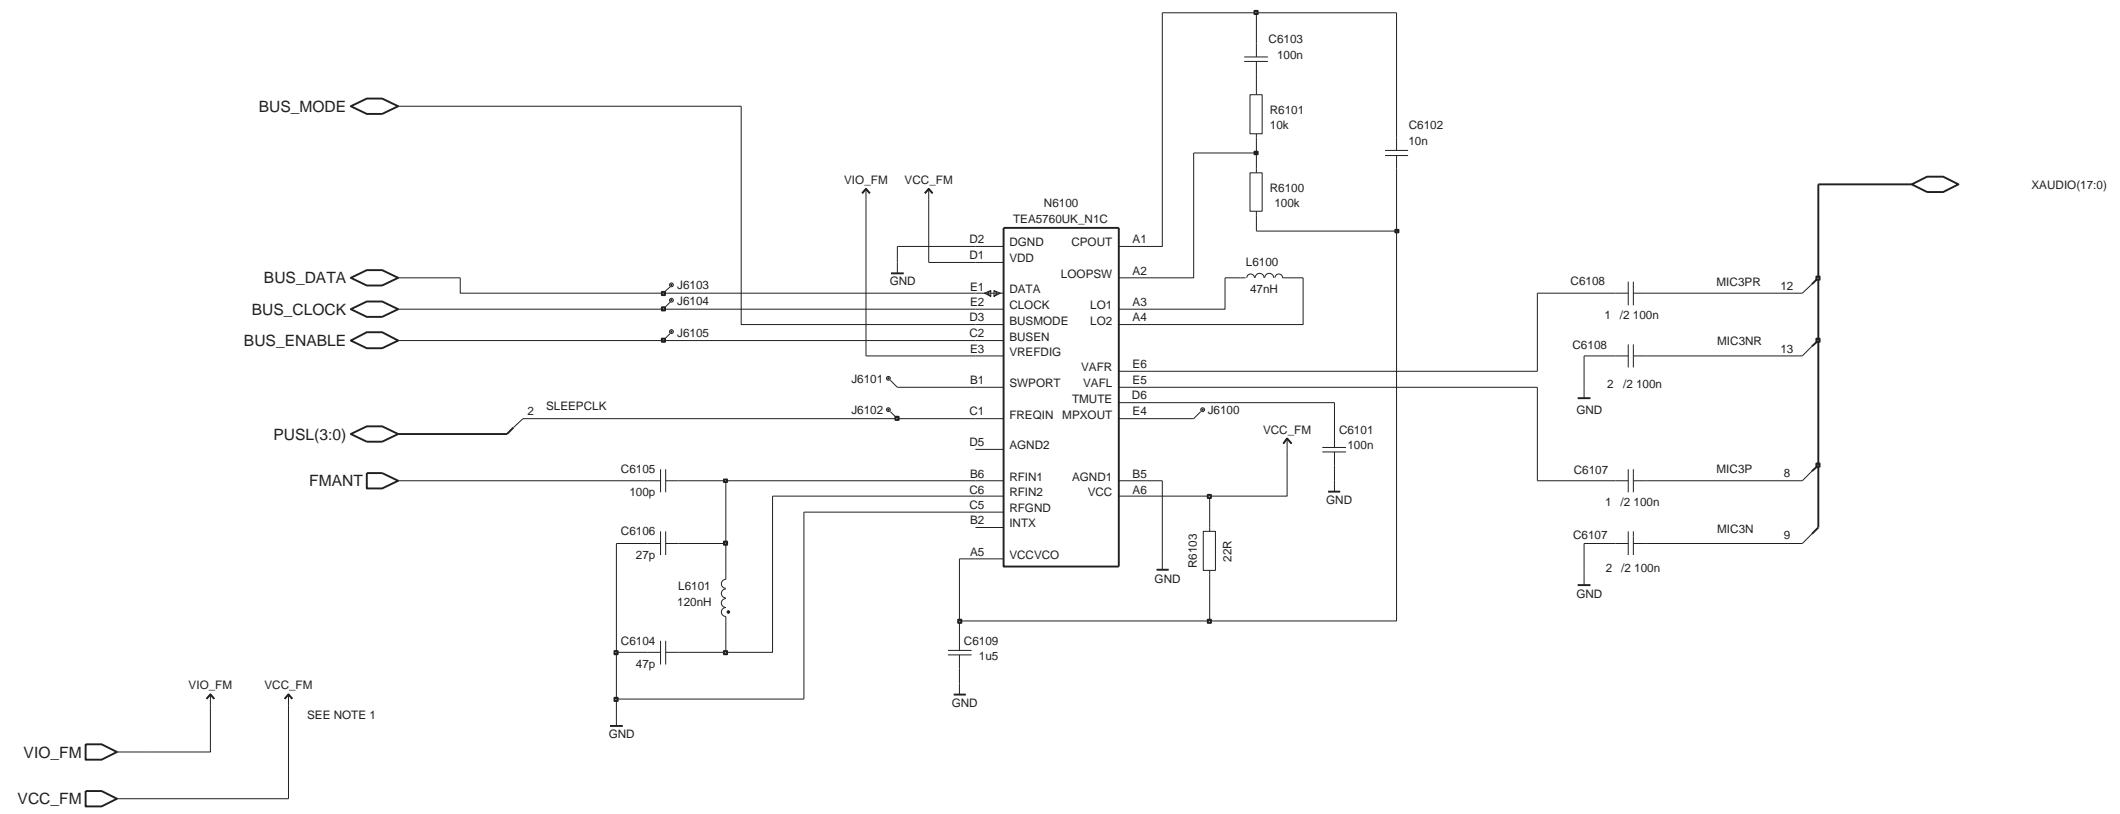 C6103
100n
BUS_MODE
R6101
10k
C6102
10n
VIO_FM
VCC_FM
R6100
100k
XAUDIO(17:0)
N6100
TEA5760UK_N1C
D2
DGND
CPOUT
A1
D1
VDD
GND
LOOPSW
A2
L6100
47nH
BUS_DATA
J6103
E1
DATA
BUS_CLOCK
J6104
E2
CLOCK
LO1
A3
D3
BUSMODE
LO2
A4
BUS_ENABLE
J6105
C2
BUSEN
E3
VREFDIG
C6108
1 /2 100n
MIC3PR
12
C6108
2 /2 100n
MIC3NR
13
GND
VAFR
E6
J6101
B1
SWPORT
VAFL
E5
TMUTE
D6
PUSL(3:0)
2
SLEEPCLK
J6102
C1
FREQIN
MPXOUT
E4
J6100
VCC_FM
C6101
100n
GND
D5
AGND2
FMANT
C6105
100p
B6
RFIN1
AGND1
B5
C6
RFIN2
VCC
A6
C5
RFGND
B2
INTX
C6107
1 /2 100n
MIC3P
8
C6107
2 /2 100n
MIC3N
9
GND
C6106
27p
A5
VCCVCO
R6103
22R
GND
L6101
120nH
C6104
47p
C6109
1u5
GND
GND
VIO_FM
VCC_FM
SEE NOTE 1
VIO_FM
VCC_FM